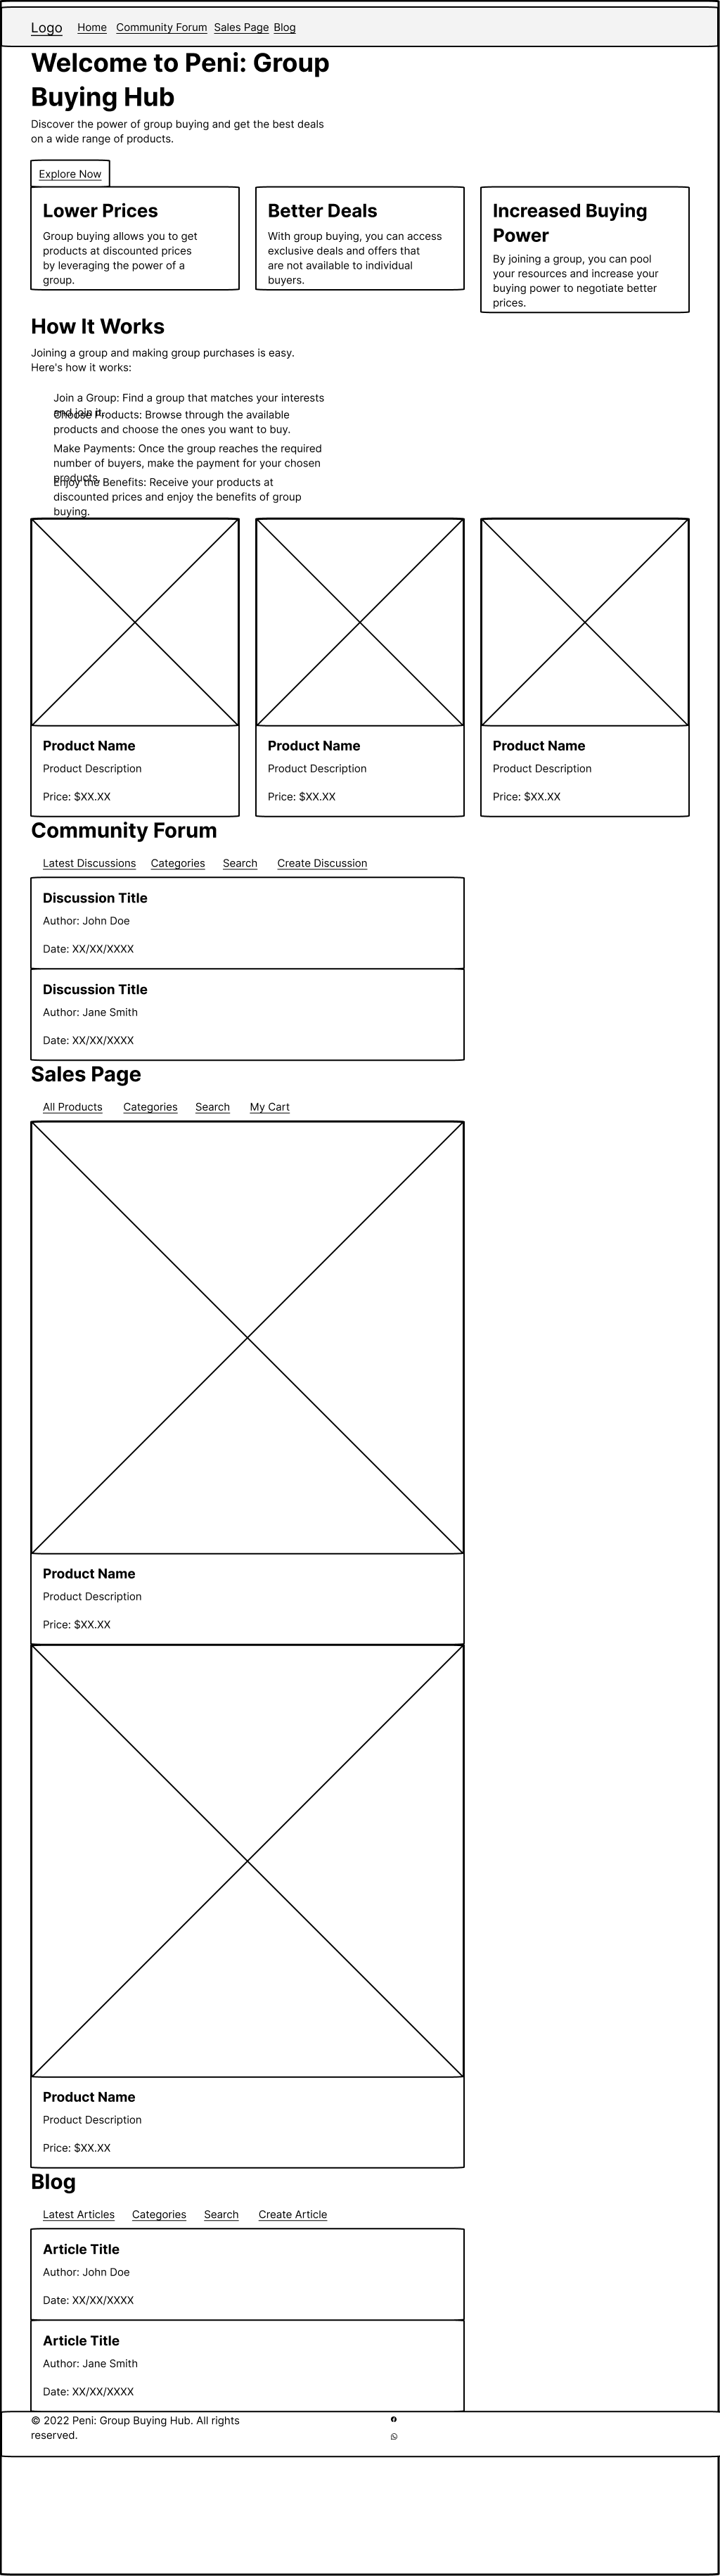 Logo Home Community Forum Sales Page Blog
Welcome to Peni: Group
Buying Hub
Discover the power of group buying and get the best deals
on a wide range of products.
Explore Now
Lower Prices
Group buying allows you to get
products at discounted prices
by leveraging the power of a
group.
Better Deals
With group buying, you can access
exclusive deals and offers that
are not available to individual
buyers.
Increased Buying
Power
By joining a group, you can pool
your resources and increase your
buying power to negotiate better
prices.
How It Works
Joining a group and making group purchases is easy.
Here's how it works:
Join a Group: Find a group that matches your interests
and join it.
Choose Products: Browse through the available
products and choose the ones you want to buy.
Make Payments: Once the group reaches the required
number of buyers, make the payment for your chosen
products.
Enjoy the Benefits: Receive your products at
discounted prices and enjoy the benefits of group
buying.
Product Name
Product Description
Price: $XX.XX
Product Name
Product Description
Price: $XX.XX
Product Name
Product Description
Price: $XX.XX
Community Forum
Latest Discussions Categories Search Create Discussion
Discussion Title
Author: John Doe
Date: XX/XX/XXXX
Discussion Title
Author: Jane Smith
Date: XX/XX/XXXX
Sales Page
All Products Categories Search My Cart
Product Name
Product Description
Price: $XX.XX
Product Name
Product Description
Price: $XX.XX
Blog
Latest Articles Categories Search Create Article
Article Title
Author: John Doe
Date: XX/XX/XXXX
Article Title
Author: Jane Smith
Date: XX/XX/XXXX
© 2022 Peni: Group Buying Hub. All rights
reserved.